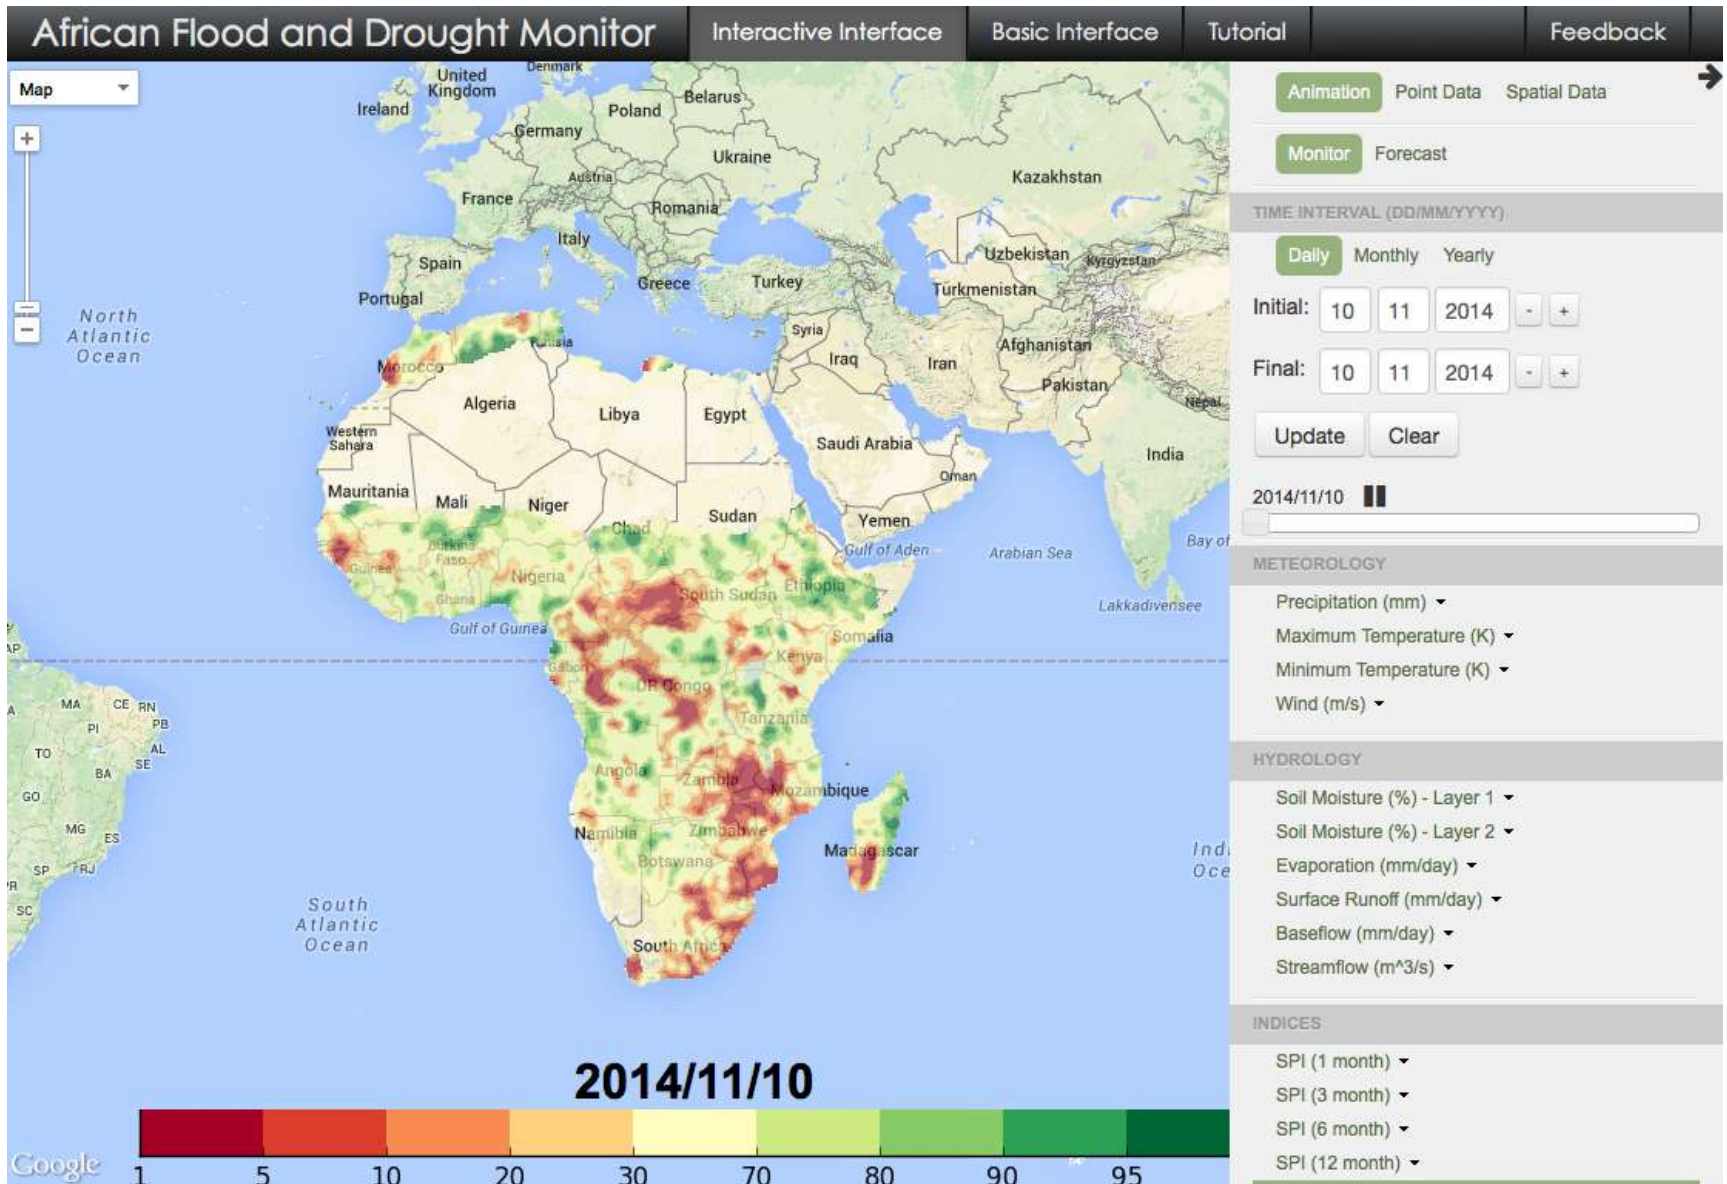 African Flood and Drought Monitor
Interactive Interface
Basic Interface
Tutorial
Feedback
Map
+
−
Ireland
United
Kingdom
Denmark
Poland
Belarus
Germany
Ukraine
Austria
France
Romania
Kazakhstan
Italy
Spain
Portugal
Greece
Turkey
Uzbekistan
Kyrgyzstan
Turkmenistan
Syria
Iraq
Iran
Afghanistan
Pakistan
Nepal
North
Atlantic
Ocean
Tunisia
Morocco
Algeria
Libya
Egypt
Saudi Arabia
Oman
India
Western
Sahara
Mauritania
Mali
Niger
Chad
Sudan
Yemen
Gulf of Aden
Arabian Sea
Bay of
Lakkadivensee
Burkina
Faso
Guinea
Nigeria
Ghana
South Sudan
Ethiopia
Gulf of Guinea
Somalia
Kenya
Gabon
DR Congo
Tanzania
Angola
Zambia
Mozambique
Namibia
Zimbabwe
Botswana
Madagascar
South Africa
AP
MA
CE
RN
PB
PI
AL
SE
TO
BA
GO
MG
ES
SP
RJ
PR
SC
A
South
Atlantic
Ocean
Indi
Oce
2014/11/10
Google
1
5
10
20
30
70
80
90
95
Animation
Point Data
Spatial Data
Monitor
Forecast
TIME INTERVAL (DD/MM/YYYY)
Daily
Monthly
Yearly
Initial: 10 11 2014 - +
Final: 10 11 2014 - +
Update
Clear
2014/11/10
METEOROLOGY
Precipitation (mm)
Maximum Temperature (K)
Minimum Temperature (K)
Wind (m/s)
HYDROLOGY
Soil Moisture (%) - Layer 1
Soil Moisture (%) - Layer 2
Evaporation (mm/day)
Surface Runoff (mm/day)
Baseflow (mm/day)
Streamflow (m^3/s)
INDICES
SPI (1 month)
SPI (3 month)
SPI (6 month)
SPI (12 month)